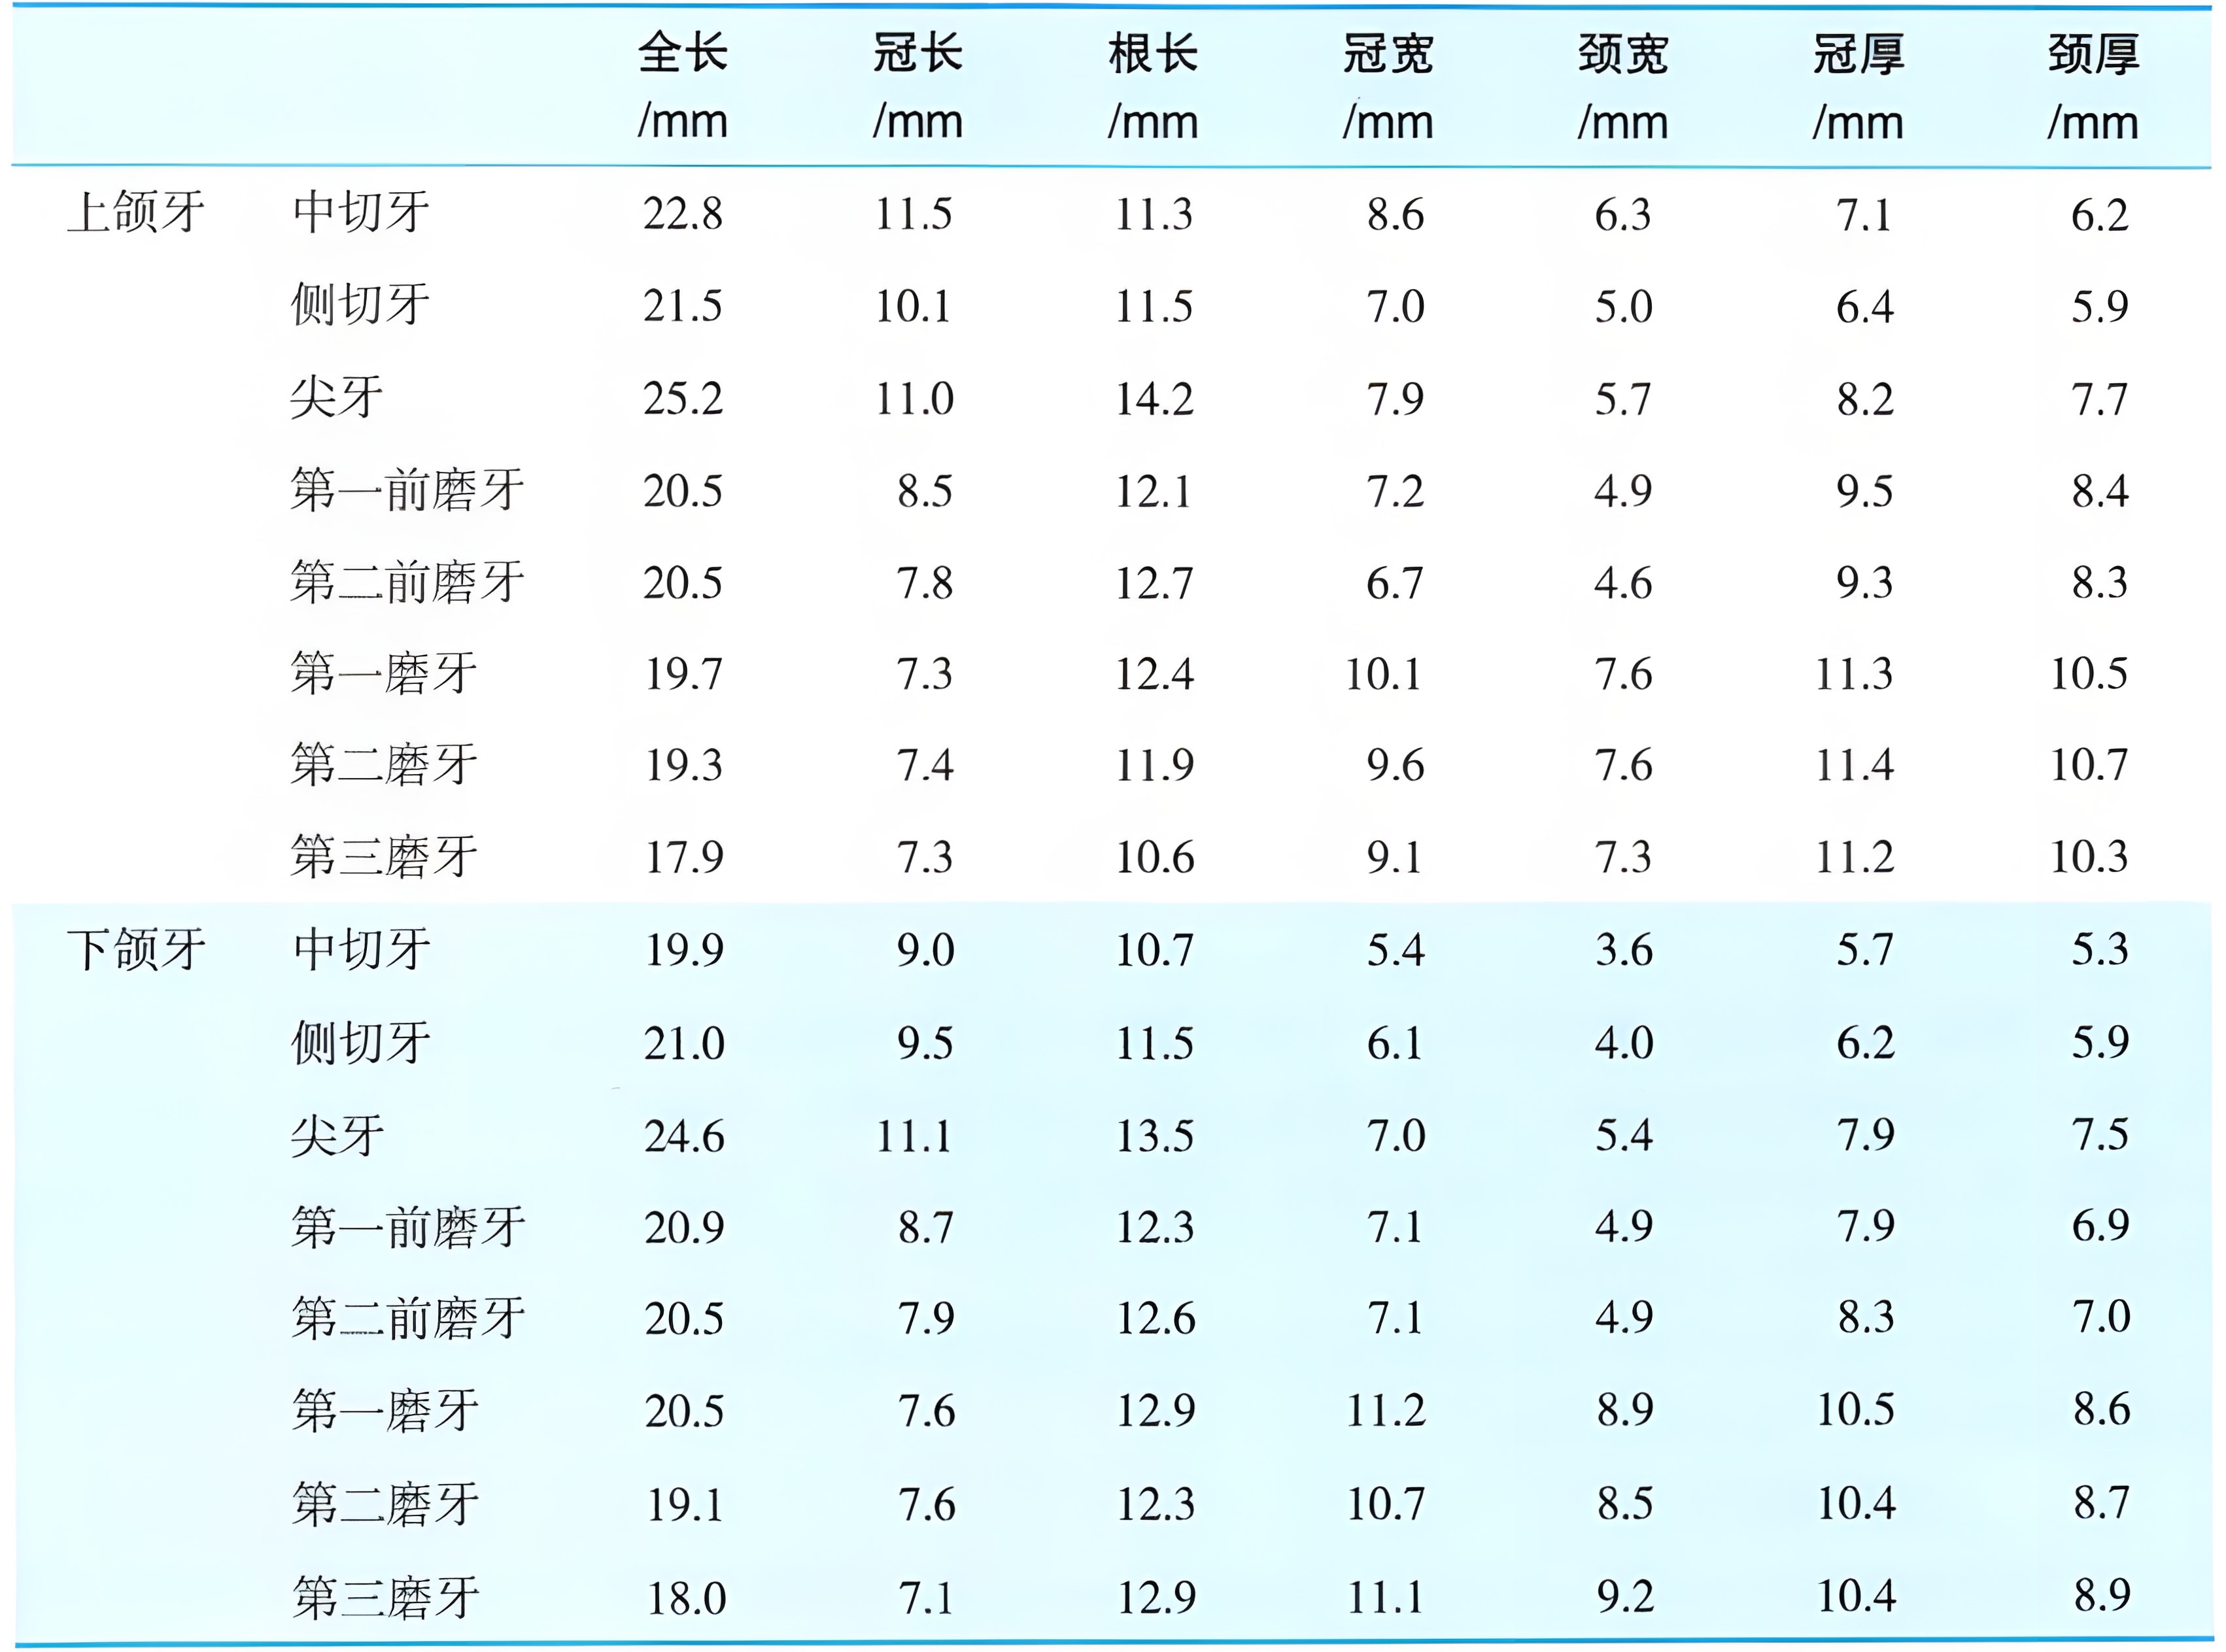 全长 冠长 根长 冠宽 颈宽 冠厚 颈厚
/mm /mm /mm /mm /mm /mm /mm
上颌牙 中切牙 22.8 11.5 11.3 8.6 6.3 7.1 6.2
侧切牙 21.5 10.1 11.5 7.0 5.0 6.4 5.9
尖牙 25.2 11.0 14.2 7.9 5.7 8.2 7.7
第一前磨牙 20.5 8.5 12.1 7.2 4.9 9.5 8.4
第二前磨牙 20.5 7.8 12.7 6.7 4.6 9.3 8.3
第一磨牙 19.7 7.3 12.4 10.1 7.6 11.3 10.5
第二磨牙 19.3 7.4 11.9 9.6 7.6 11.4 10.7
第三磨牙 17.9 7.3 10.6 9.1 7.3 11.2 10.3
下颌牙 中切牙 19.9 9.0 10.7 5.4 3.6 5.7 5.3
侧切牙 21.0 9.5 11.5 6.1 4.0 6.2 5.9
尖牙 24.6 11.1 13.5 7.0 5.4 7.9 7.5
第一前磨牙 20.9 8.7 12.3 7.1 4.9 7.9 6.9
第二前磨牙 20.5 7.9 12.6 7.1 4.9 8.3 7.0
第一磨牙 20.5 7.6 12.9 11.2 8.9 10.5 8.6
第二磨牙 19.1 7.6 12.3 10.7 8.5 10.4 8.7
第三磨牙 18.0 7.1 12.9 11.1 9.2 10.4 8.9